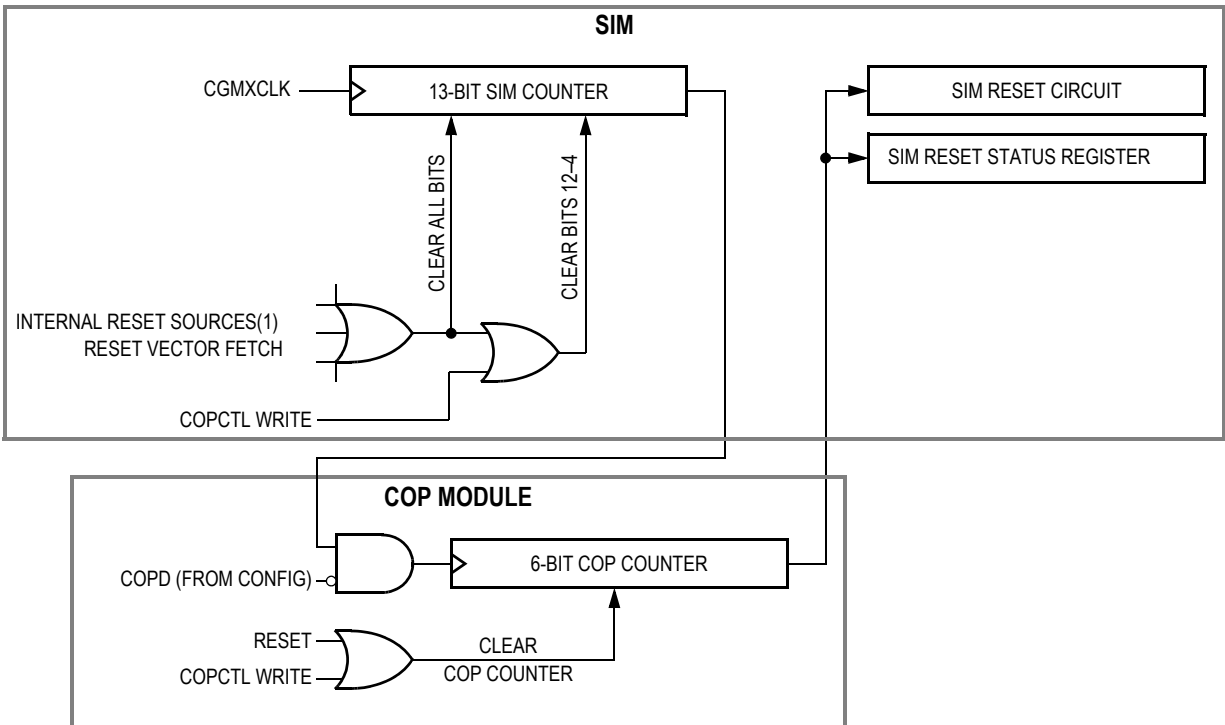 SIM
CGMXCLK
13-BIT SIM COUNTER
SIM RESET CIRCUIT
SIM RESET STATUS REGISTER
CLEAR ALL BITS
CLEAR BITS 12–4
INTERNAL RESET SOURCES(1)
RESET VECTOR FETCH
COPCTL WRITE
COP MODULE
6-BIT COP COUNTER
COPD (FROM CONFIG)
RESET
CLEAR
COP COUNTER
COPCTL WRITE